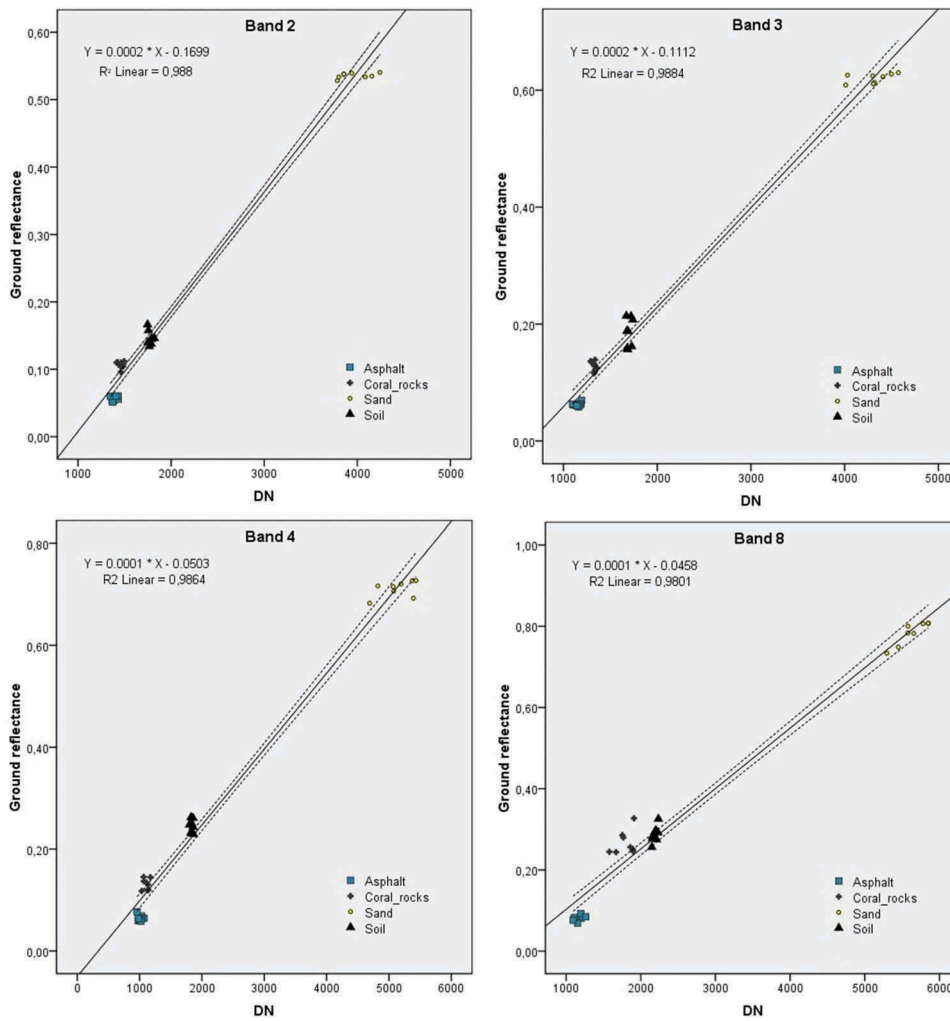 Band 2
Y = 0.0002 * X - 0.1699
R² Linear = 0,988
0,60
0,50
0,40
0,30
0,20
0,10
0,00
Ground reflectance
Asphalt
Coral_rocks
Sand
Soil
1000 2000 3000 4000 5000
DN
Band 3
Y = 0.0002 * X - 0.1112
R2 Linear = 0,9884
0,60
0,40
0,20
0,00
Ground reflectance
Asphalt
Coral_rocks
Sand
Soil
1000 2000 3000 4000 5000
DN
Band 4
Y = 0.0001 * X - 0.0503
R2 Linear = 0,9864
0,80
0,60
0,40
0,20
0,00
Ground reflectance
Asphalt
Coral_rocks
Sand
Soil
0 1000 2000 3000 4000 5000 6000
DN
Band 8
Y = 0.0001 * X - 0.0458
R2 Linear = 0,9801
1,00
0,80
0,60
0,40
0,20
0,00
Ground reflectance
Asphalt
Coral_rocks
Sand
Soil
1000 2000 3000 4000 5000 6000
DN